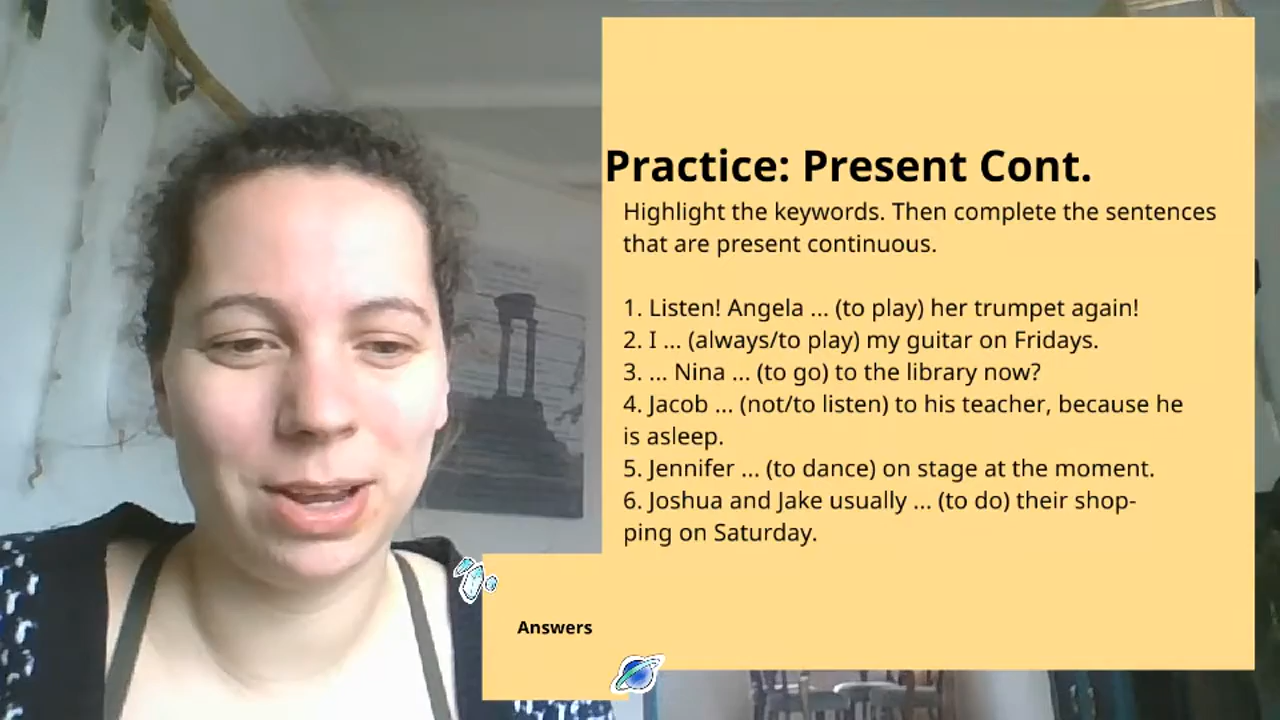 Practice: Present Cont.
Highlight the keywords. Then complete the sentences
that are present continuous.
1. Listen! Angela ... (to play) her trumpet again!
2. I ... (always/to play) my guitar on Fridays.
3. ... Nina ... (to go) to the library now?
4. Jacob ... (not/to listen) to his teacher, because he
is asleep.
5. Jennifer ... (to dance) on stage at the moment.
6. Joshua and Jake usually ... (to do) their shop-
ping on Saturday.
Answers